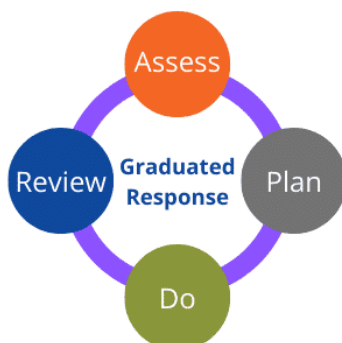 Assess
Review
Graduated
Response
Plan
Do